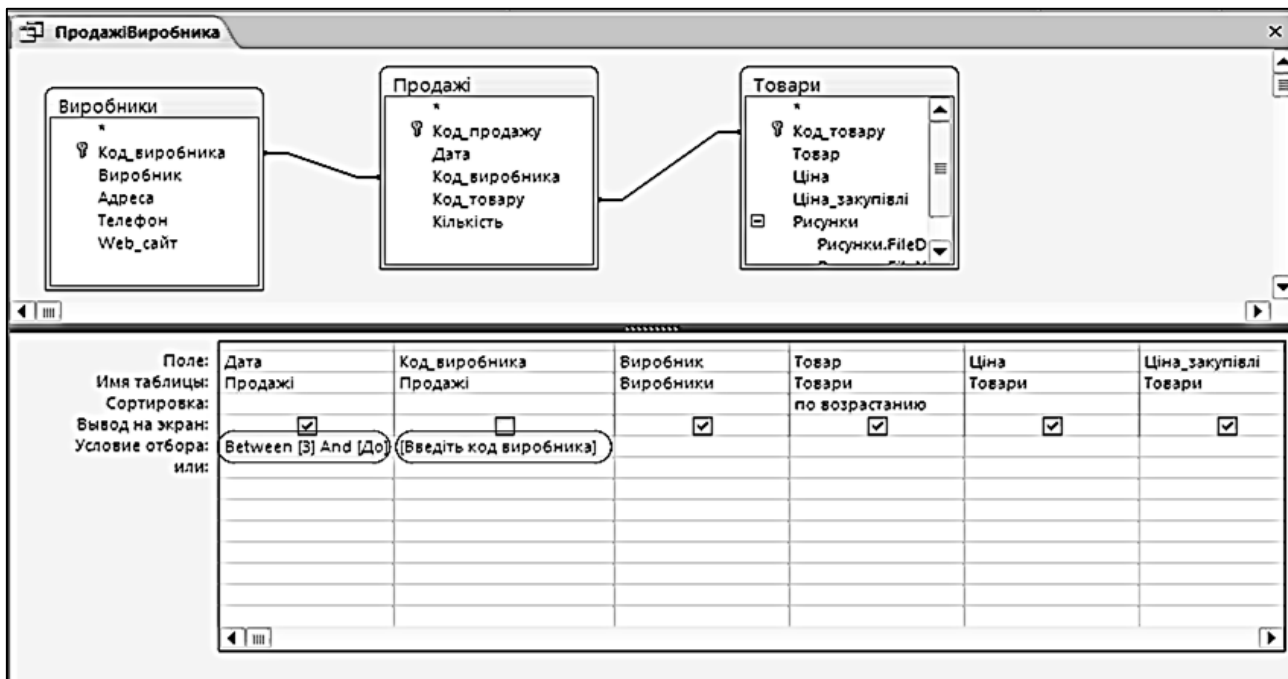 ПродажіВиробника
Виробники
*
Код_виробника
Виробник
Адреса
Телефон
Web_сайт
Продажі
*
Код_продажу
Дата
Код_виробника
Код_товару
Кількість
Товари
*
Код_товару
Товар
Ціна
Ціна_закупівлі
Рисунки
Рисунки.FileD
Поле: Дата Код_виробника Виробник Товар Ціна Ціна_закупівлі
Имя таблицы: Продажі Продажі Виробники Товари Товари Товари
Сортировка: по возрастанию
Вывод на экран:
Условие отбора: Between [З] And [До] [Введіть код виробника]
или: